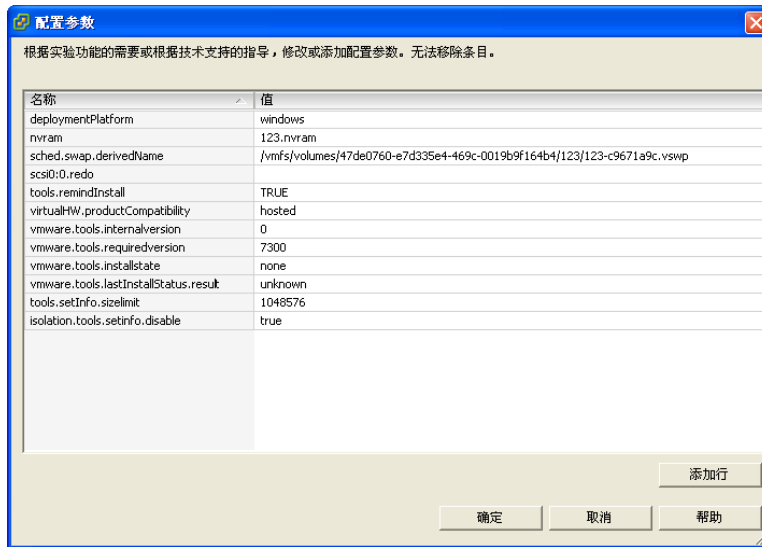 配置参数
根据实验功能的需要或根据技术支持的指导，修改或添加配置参数。无法移除条目。
名称 值
deploymentPlatform windows
nvram 123.nvram
sched.swap.derivedName /vmfs/volumes/47de0760-e7d335e4-469c-0019b9f164b4/123/123-c9671a9c.vswp
scsi0:0.redo
tools.remindInstall TRUE
virtualHW.productCompatibility hosted
vmware.tools.internalversion 0
vmware.tools.requiredversion 7300
vmware.tools.installstate none
vmware.tools.lastInstallStatus.result unknown
tools.setInfo.sizelimit 1048576
isolation.tools.setinfo.disable true
添加行
确定 取消 帮助